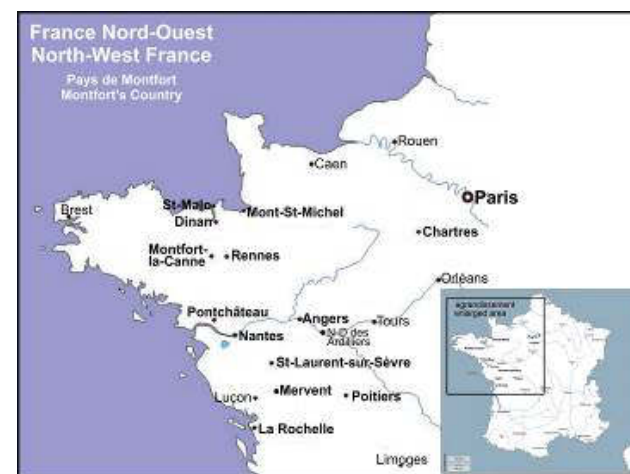 France Nord-Ouest
North-West France
Pays de Montfort
Montfort's Country
Rouen
Caen
Paris
St-Malo
Brest
Mont-St-Michel
Dinan
Chartres
Montfort-
la-Canne
Rennes
Orléans
agrandissement
enlarged area
Pontchâteau
Angers
Tours
N-D des
Ardilliers
Nantes
St-Laurent-sur-Sèvre
Mervent
Poitiers
Luçon
La Rochelle
Limoges